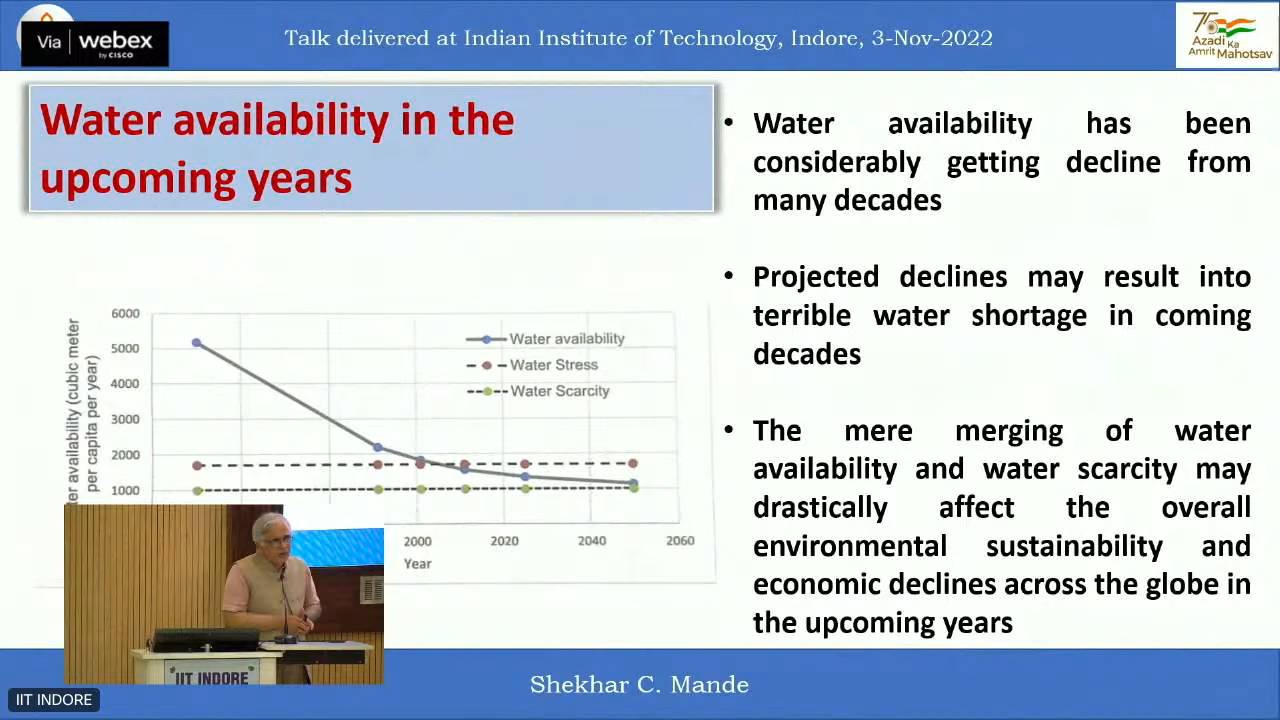 Via webex
by CISCO
Talk delivered at Indian Institute of Technology, Indore, 3-Nov-2022
75
Azadi Ka
Amrit Mahotsav
Water availability in the
upcoming years
• Water availability has been
considerably getting decline from
many decades
• Projected declines may result into
terrible water shortage in coming
decades
• The mere merging of water
availability and water scarcity may
drastically affect the overall
environmental sustainability and
economic declines across the globe in
the upcoming years
availability (cubic meter
per capita per year)
6000
5000
4000
3000
2000
1000
Water availability
Water Stress
Water Scarcity
2000 2020 2040 2060
Year
IIT INDORE
IIT INDORE
Shekhar C. Mande